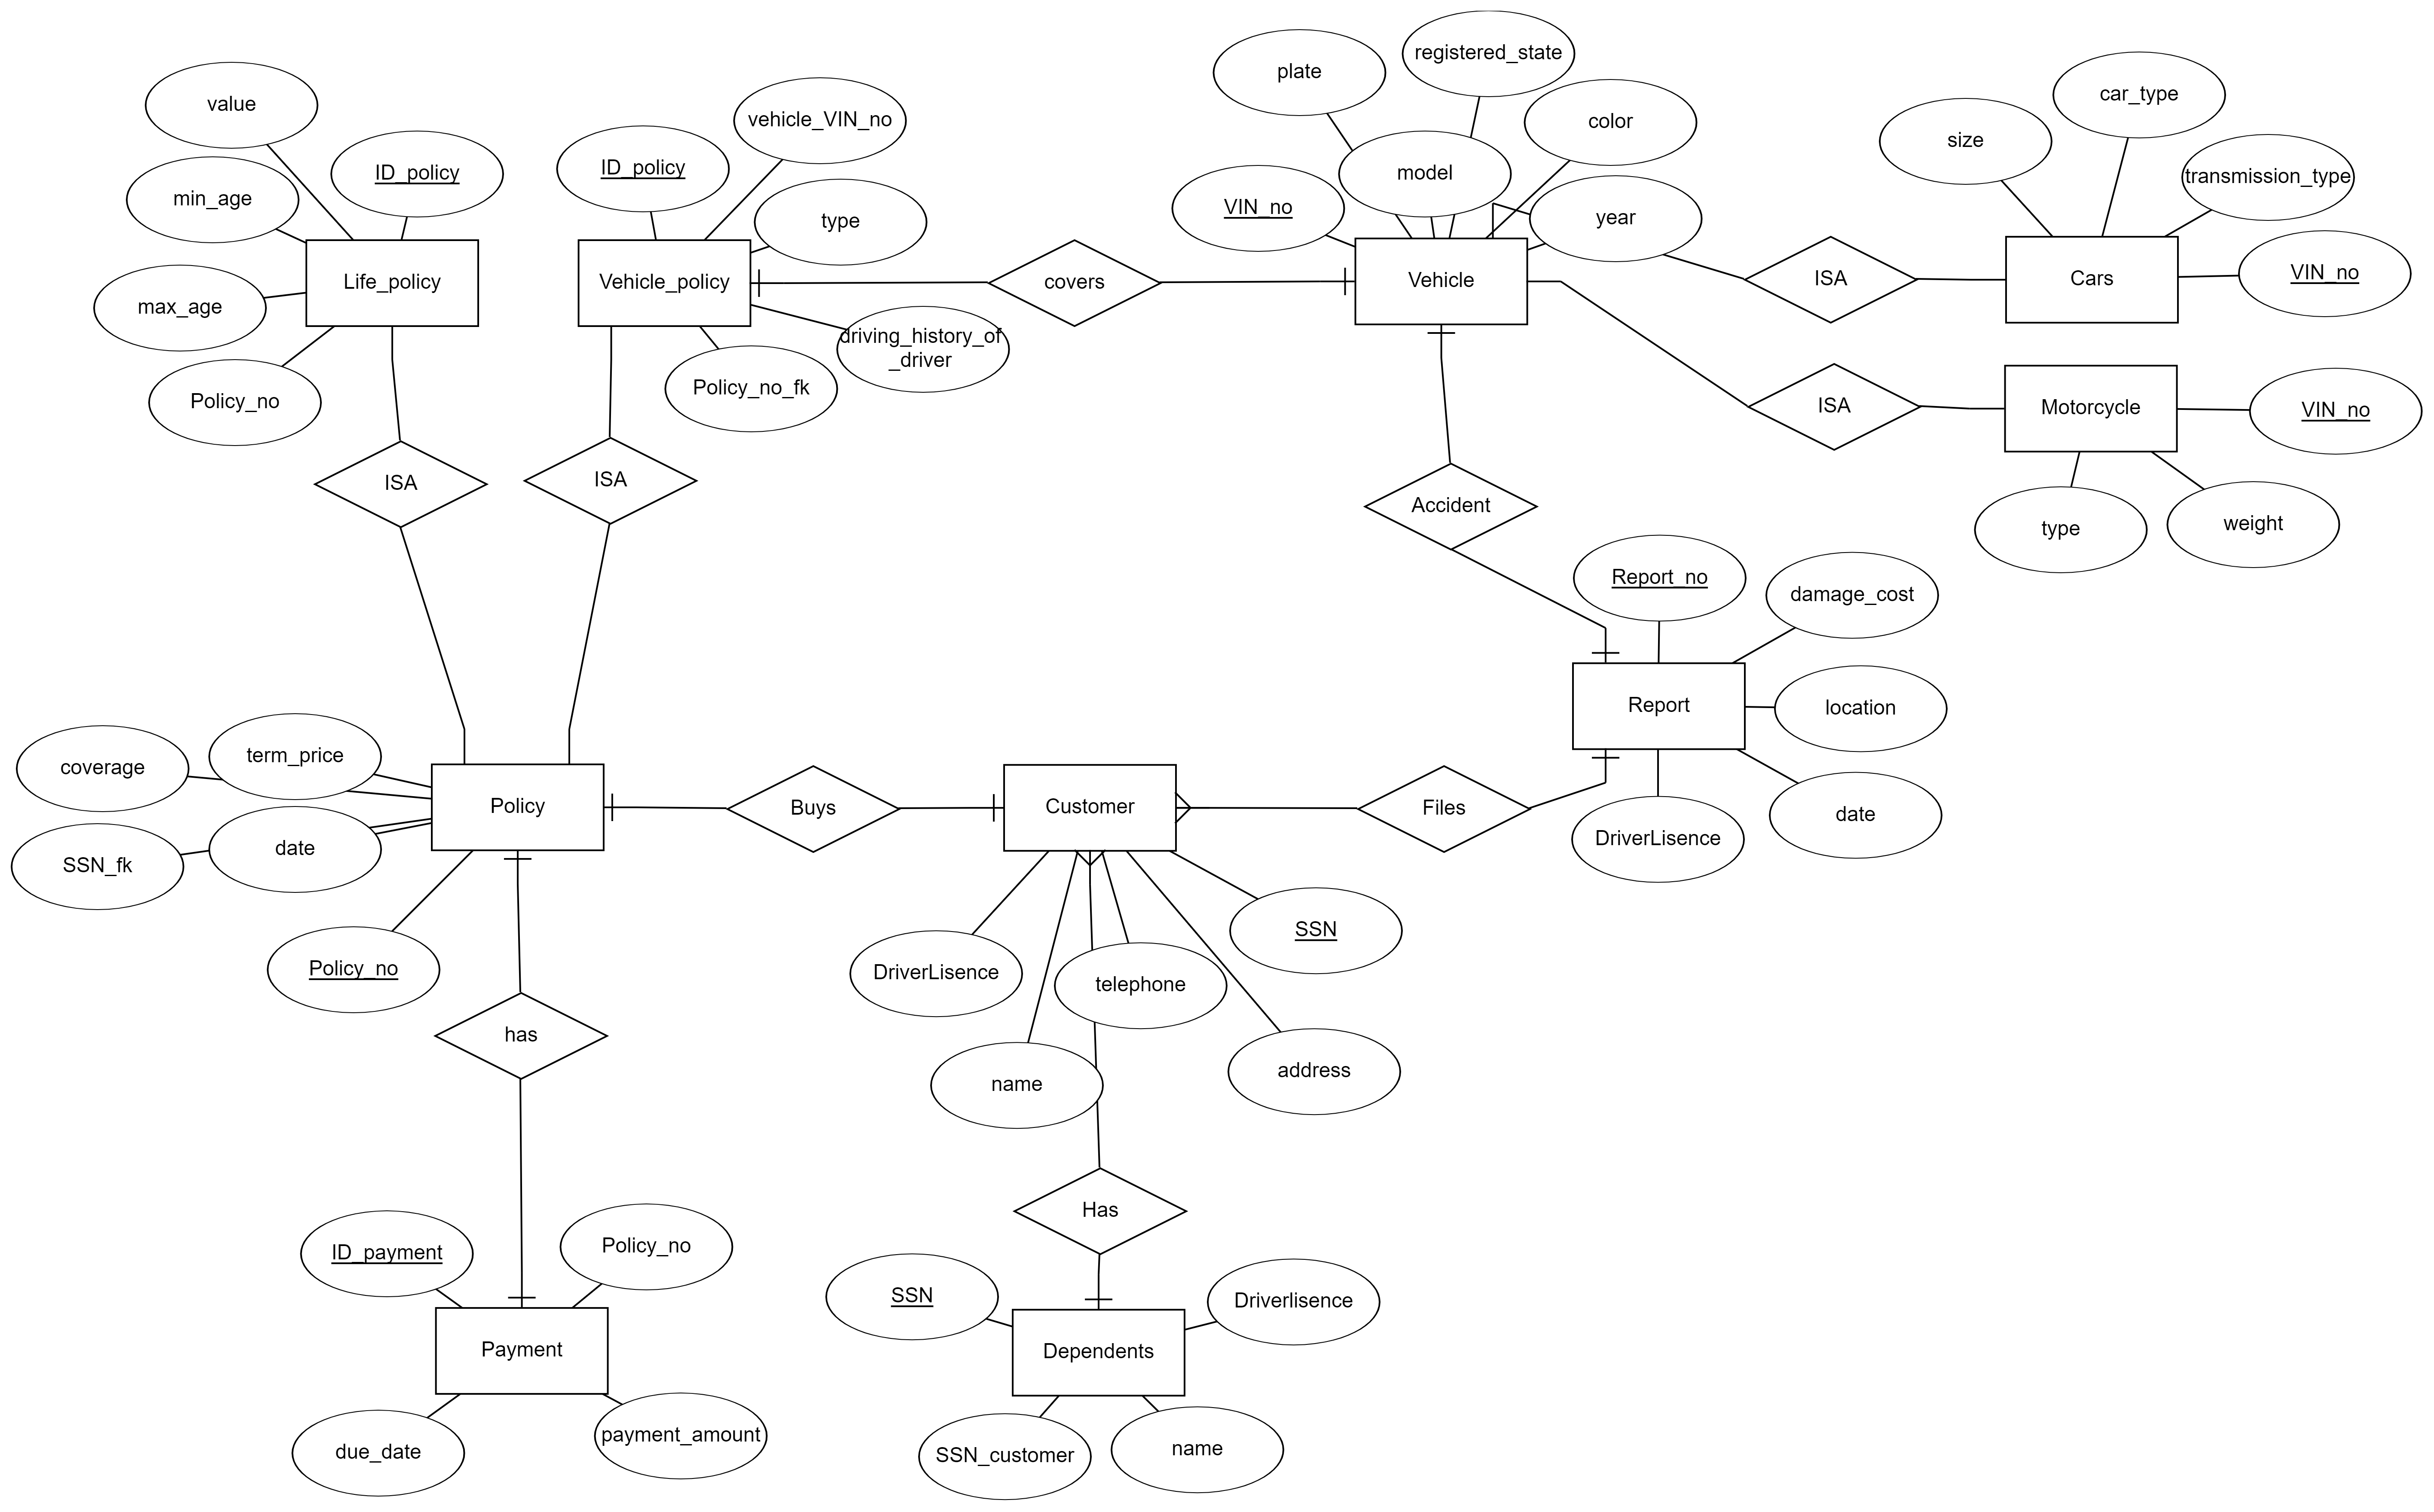 registered_state
plate
value
car_type
vehicle_VIN_no
color
size
ID_policy
ID_policy
model
transmission_type
min_age
type
VIN_no
year
Life_policy
Vehicle_policy
covers
Vehicle
ISA
Cars
VIN_no
max_age
driving_history_of
_driver
Policy_no
Policy_no_fk
ISA
Motorcycle
VIN_no
ISA
ISA
Accident
type
weight
Report_no
damage_cost
Report
location
coverage
term_price
Policy
Buys
Customer
Files
date
DriverLisence
SSN_fk
date
Policy_no
DriverLisence
telephone
SSN
has
name
address
Has
ID_payment
Policy_no
SSN
Driverlisence
Payment
Dependents
due_date
payment_amount
SSN_customer
name